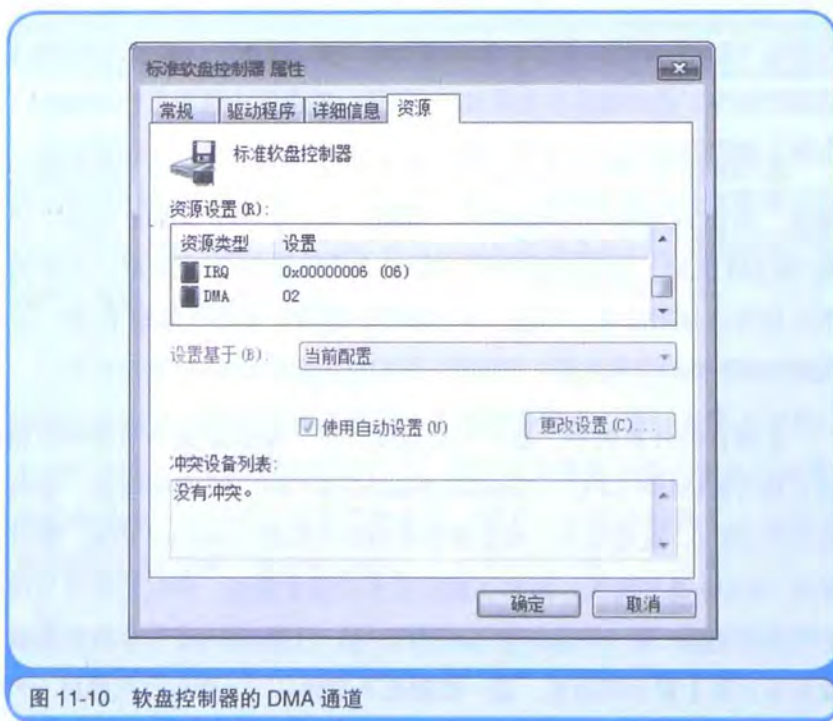 标准软盘控制器 属性
常规 驱动程序 详细信息 资源
标准软盘控制器
资源设置(R):
资源类型 设置
IRQ 0x00000006 (06)
DMA 02
设置基于(B): 当前配置
使用自动设置(U) 更改设置(C)...
冲突设备列表:
没有冲突。
确定 取消
图 11-10 软盘控制器的 DMA 通道